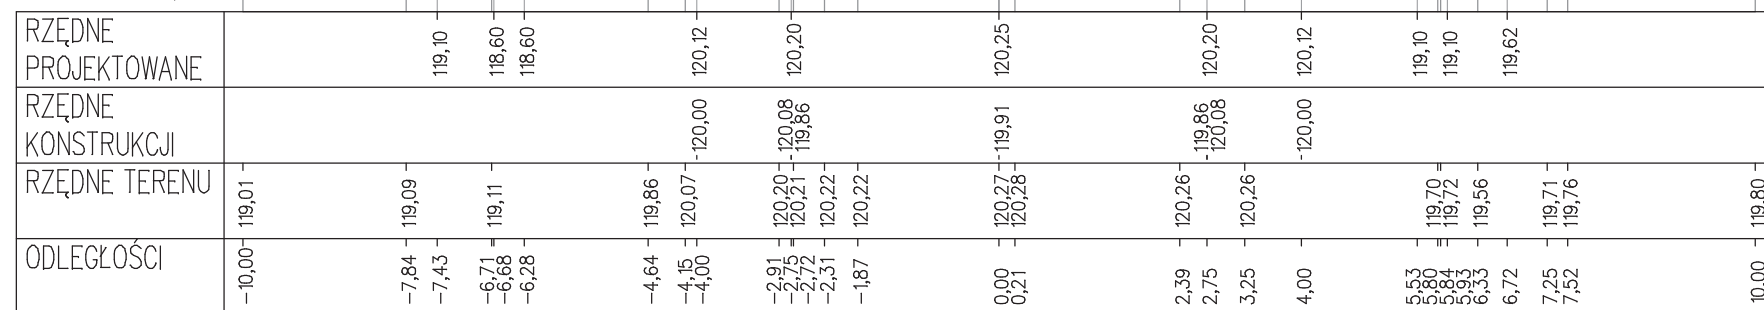 RZĘDNE
PROJEKTOWANE
119,10 118,60 118,60 120,12 120,20 120,25 120,20 120,12 119,10 119,10 119,62
RZĘDNE
KONSTRUKCJI
120,00 120,08 119,86 119,91 119,86 120,08 120,00
RZĘDNE TERENU
119,01 119,09 119,11 119,86 120,07 120,20 120,21 120,22 120,22 120,27 120,28 120,26 120,26 119,70 119,72 119,56 119,71 119,76 119,80
ODLEGŁOŚCI
-10,00 -7,84 -7,43 -6,71 -6,68 -6,28 -4,64 -4,15 -4,00 -2,91 -2,75 -2,72 -2,31 -1,87 0,00 0,21 2,39 2,75 3,25 4,00 5,53 5,80 5,84 5,93 6,33 6,72 7,25 7,52 10,00